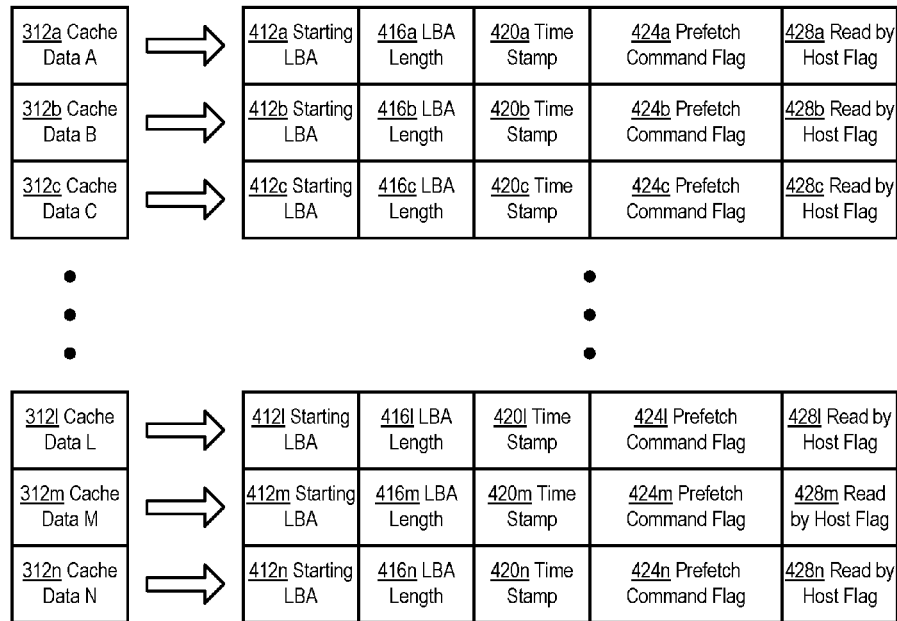 312a Cache 412a Starting 416a LBA 420a Time 424a Prefetch 428a Read by
Data A LBA Length Stamp Command Flag Host Flag
312b Cache 412b Starting 416b LBA 420b Time 424b Prefetch 428b Read by
Data B LBA Length Stamp Command Flag Host Flag
312c Cache 412c Starting 416c LBA 420c Time 424c Prefetch 428c Read by
Data C LBA Length Stamp Command Flag Host Flag
312l Cache 412l Starting 416l LBA 420l Time 424l Prefetch 428l Read by
Data L LBA Length Stamp Command Flag Host Flag
312m Cache 412m Starting 416m LBA 420m Time 424m Prefetch 428m Read
Data M LBA Length Stamp Command Flag by Host Flag
312n Cache 412n Starting 416n LBA 420n Time 424n Prefetch 428n Read by
Data N LBA Length Stamp Command Flag Host Flag